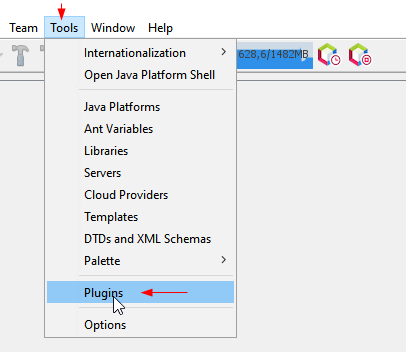 Team Tools Window Help
628,6/1482MB
Internationalization
Open Java Platform Shell
Java Platforms
Ant Variables
Libraries
Servers
Cloud Providers
Templates
DTDs and XML Schemas
Palette
Plugins
Options